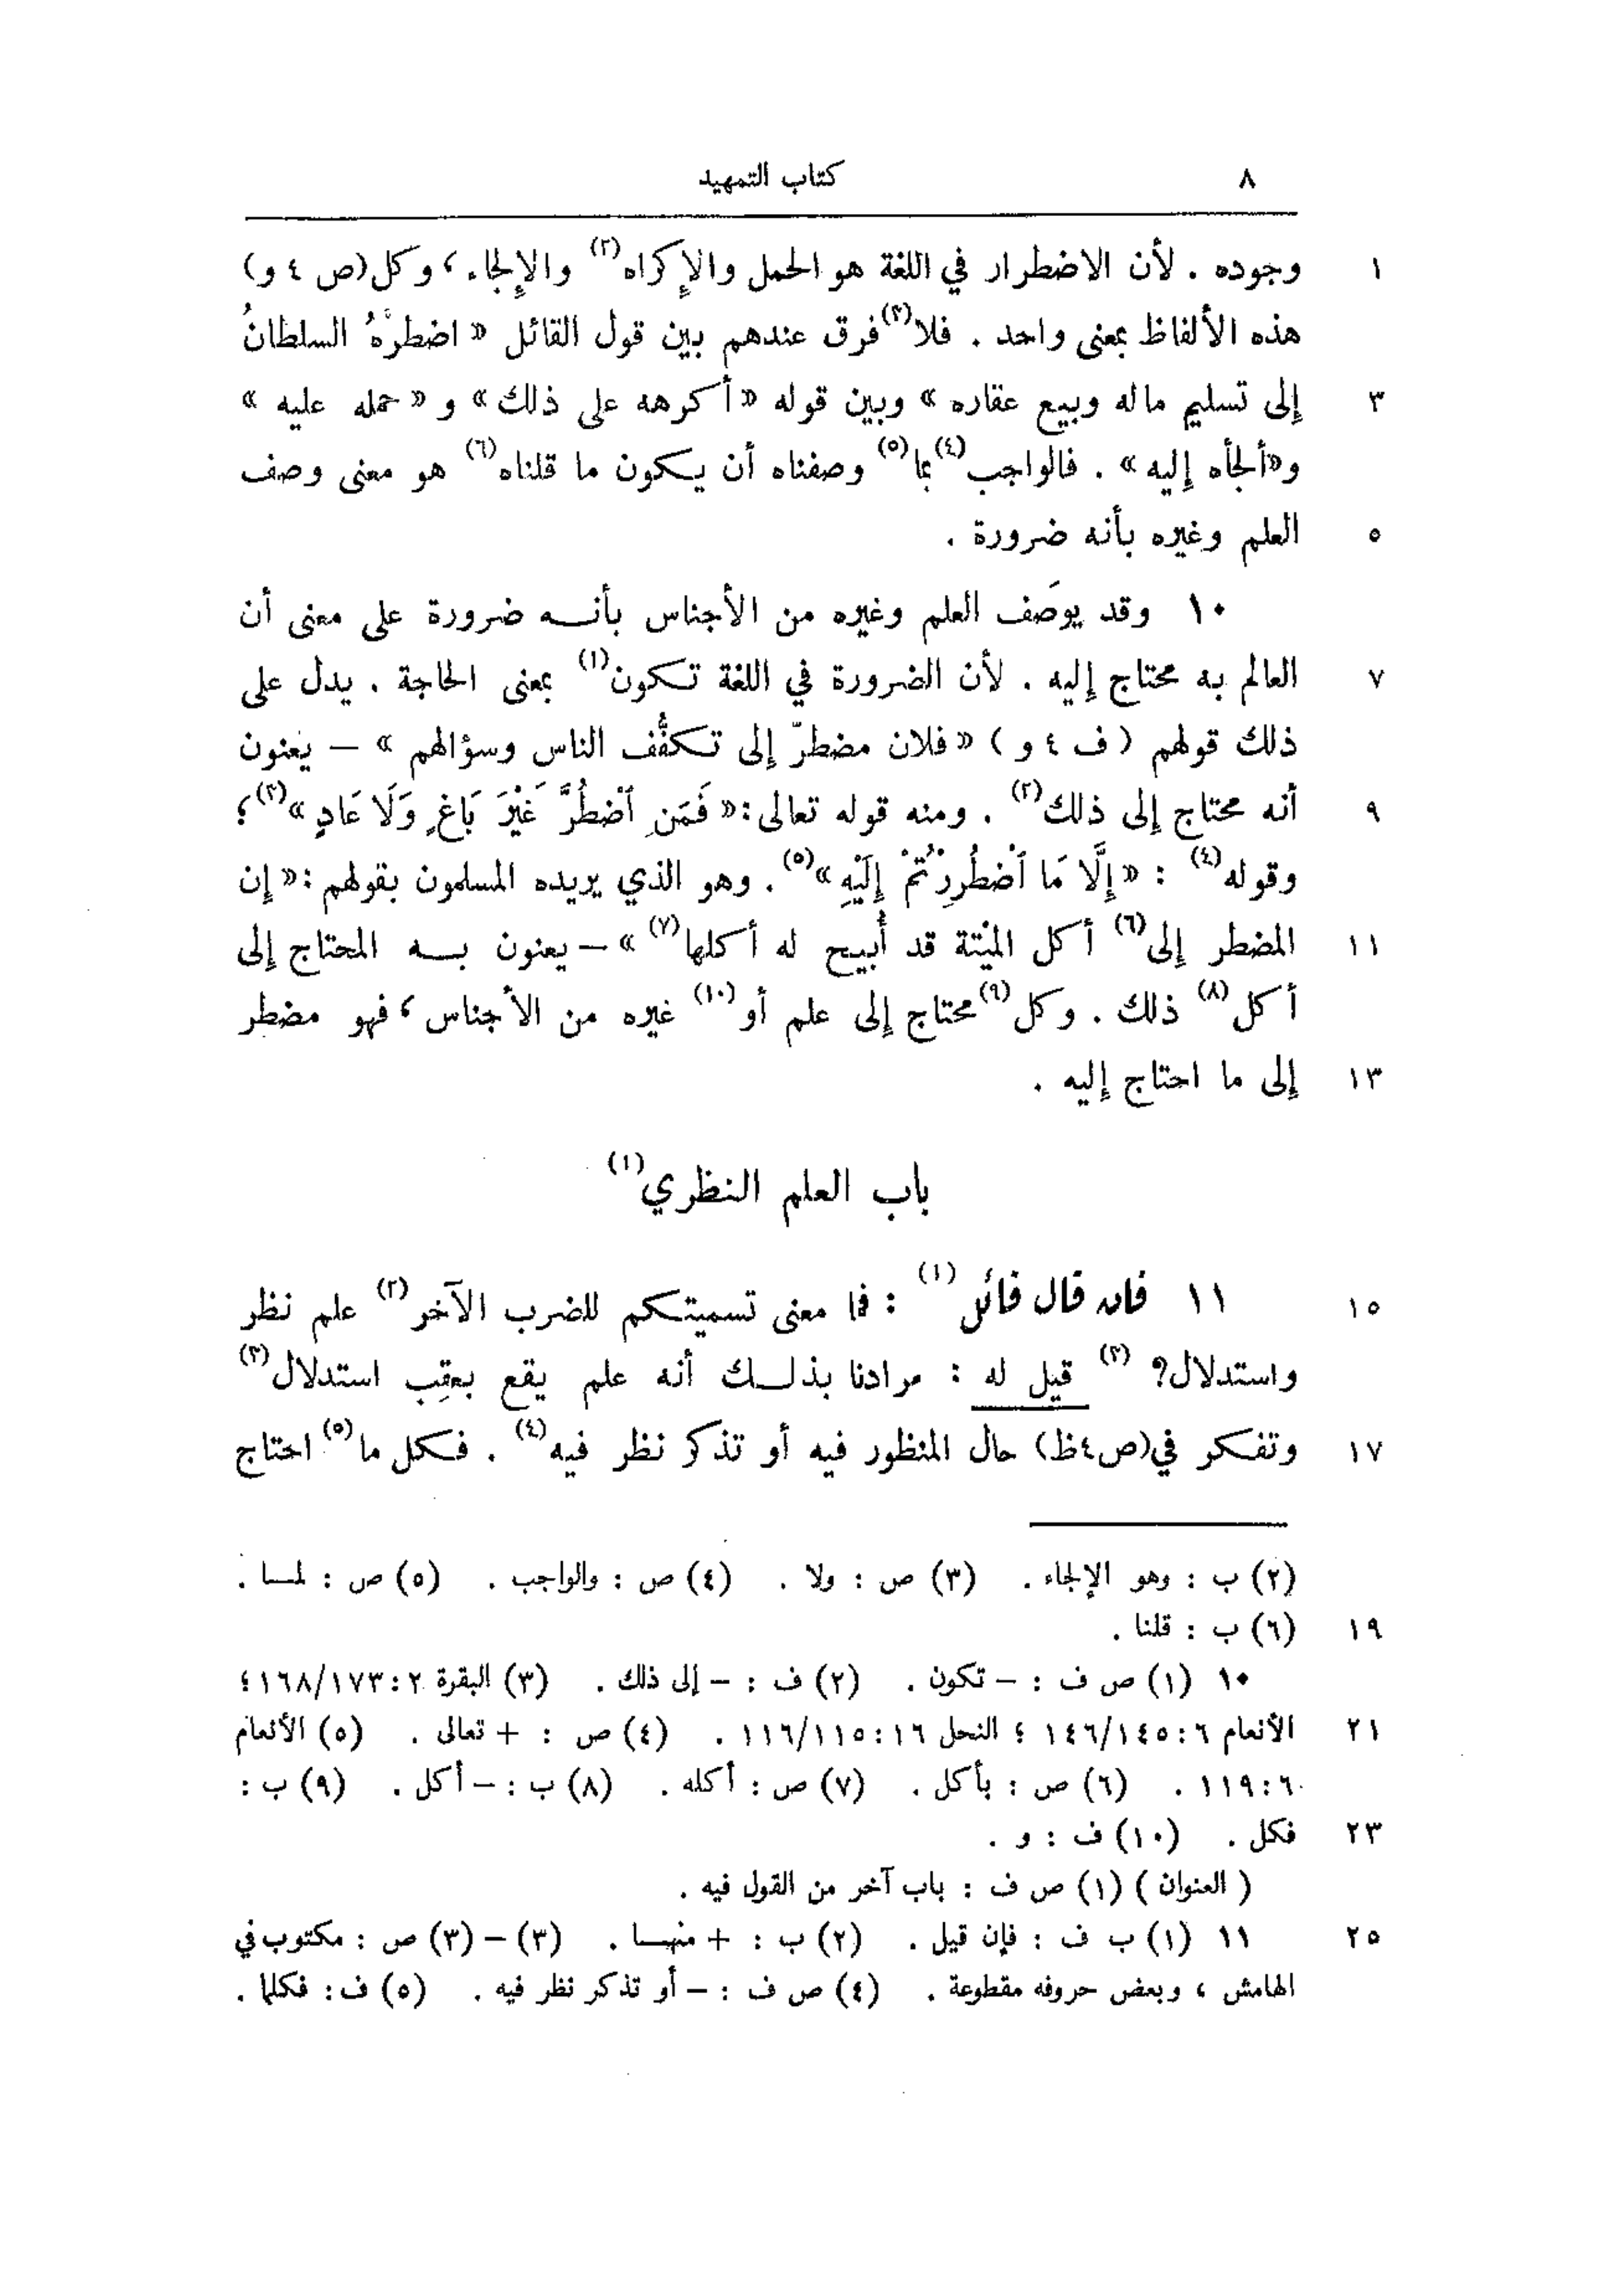 ٨ كتاب التمهيد
١ وجوده . لأن الاضطرار في اللغة هو الحمل والإكراه(٢) والإلجاء ، وكل (ص ٤ و)
هذه الألفاظ بمعنى واحد . فلا(٣) فرق عندهم بين قول القائل « اضطرّهُ السلطانُ
٣ إلى تسليم ماله وبيع عقاره » وبين قوله « أكرهه على ذلك » و « حمله عليه »
و«ألجأه إليه » . فالواجب(٤) بما(٥) وصفناه أن يكون ما قلناه(٦) هو معنى وصف
٥ العلم وغيره بأنه ضرورة .
١٠ وقد يوصَف العلم وغيره من الأجناس بأنه ضرورة على معنى أن
٧ العالم به محتاج إليه . لأن الضرورة في اللغة تكون(١) بمعنى الحاجة . يدل على
ذلك قولهم ( ف ٤ و ) « فلان مضطرّ إلى تكفُّف الناس وسؤالهم » – يعنون
٩ أنه محتاج إلى ذلك(٢) . ومنه قوله تعالى : « فَمَنِ ٱضْطُرَّ غَيْرَ بَاغٍ وَلَا عَادٍ »(٣) ؛
وقوله(٤) : « إِلَّا مَا ٱضْطُرِرْتُمْ إِلَيْهِ »(٥) . وهو الذي يريده المسلمون بقولهم : « إن
١١ المضطر إلى(٦) أكل الميْتة قد أُبيح له أكلها(٧) » – يعنون به المحتاج إلى
أكل(٨) ذلك . وكل(٩) محتاج إلى علم أو(١٠) غيره من الأجناس ، فهو مضطر
١٣ إلى ما احتاج إليه .
باب العلم النظري(١)
١٥ ١١ فان قال قائل(١) : فما معنى تسميتكم للضرب الآخر(٢) علم نظر
واستدلال؟ (٣) قيل له : مرادنا بذلك أنه علم يقع بعقِب استدلال(٣)
١٧ وتفكر في (ص ٤ظ) حال المنظور فيه أو تذكر نظر فيه(٤) . فكل ما(٥) احتاج
(٢) ب : وهو الإلجاء . (٣) ص : ولا . (٤) ص : والواجب . (٥) ص : لما .
١٩ (٦) ب : قلنا .
١٠ (١) ص ف : – تكون . (٢) ف : – إلى ذلك . (٣) البقرة ٢ : ١٦٨/١٧٣ ؛
٢١ الأنعام ٦ : ١٤٦/١٤٥ ؛ النحل ١٦ : ١١٦/١١٥ . (٤) ص : + تعالى . (٥) الأنعام
٦ : ١١٩ . (٦) ص : بأكل . (٧) ص : أكله . (٨) ب : – أكل . (٩) ب :
٢٣ فكل . (١٠) ف : و .
( العنوان ) (١) ص ف : باب آخر من القول فيه .
٢٥ ١١ (١) ب ف : فإن قيل . (٢) ب : + منها . (٣) – (٣) ص : مكتوب في
الهامش ، وبعض حروفه مقطوعة . (٤) ص ف : – أو تذكر نظر فيه . (٥) ف : فكلما .